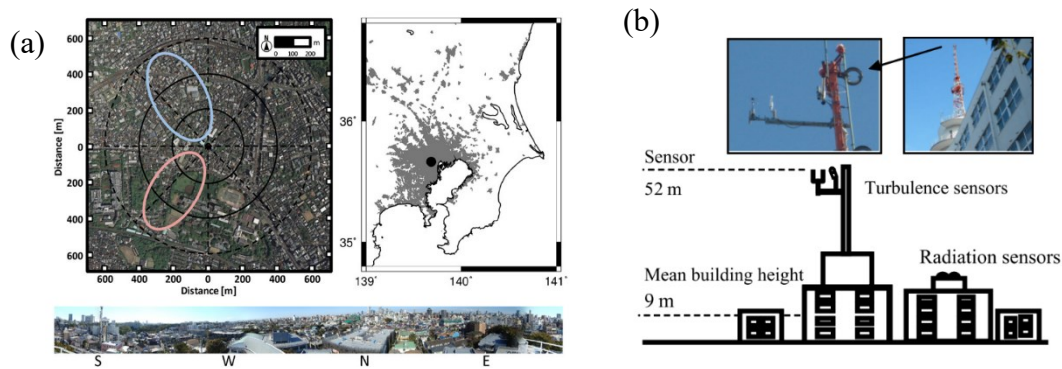 (a)
N
0 100 200
m
600
400
200
0
200
400
600
Distance [m]
600 400 200 0 200 400 600
Distance [m]
36°
35°
139° 140° 141°
S W N E
(b)
Sensor
52 m
Turbulence sensors
Mean building height
9 m
Radiation sensors